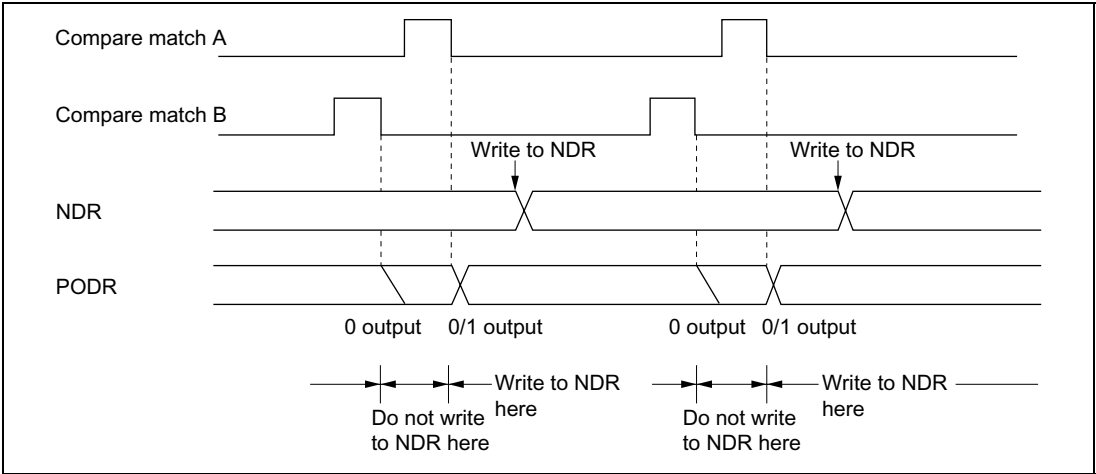 Compare match A
Compare match B
Write to NDR Write to NDR
NDR
PODR
0 output 0/1 output 0 output 0/1 output
Write to NDR here Write to NDR here
Do not write to NDR here Do not write to NDR here